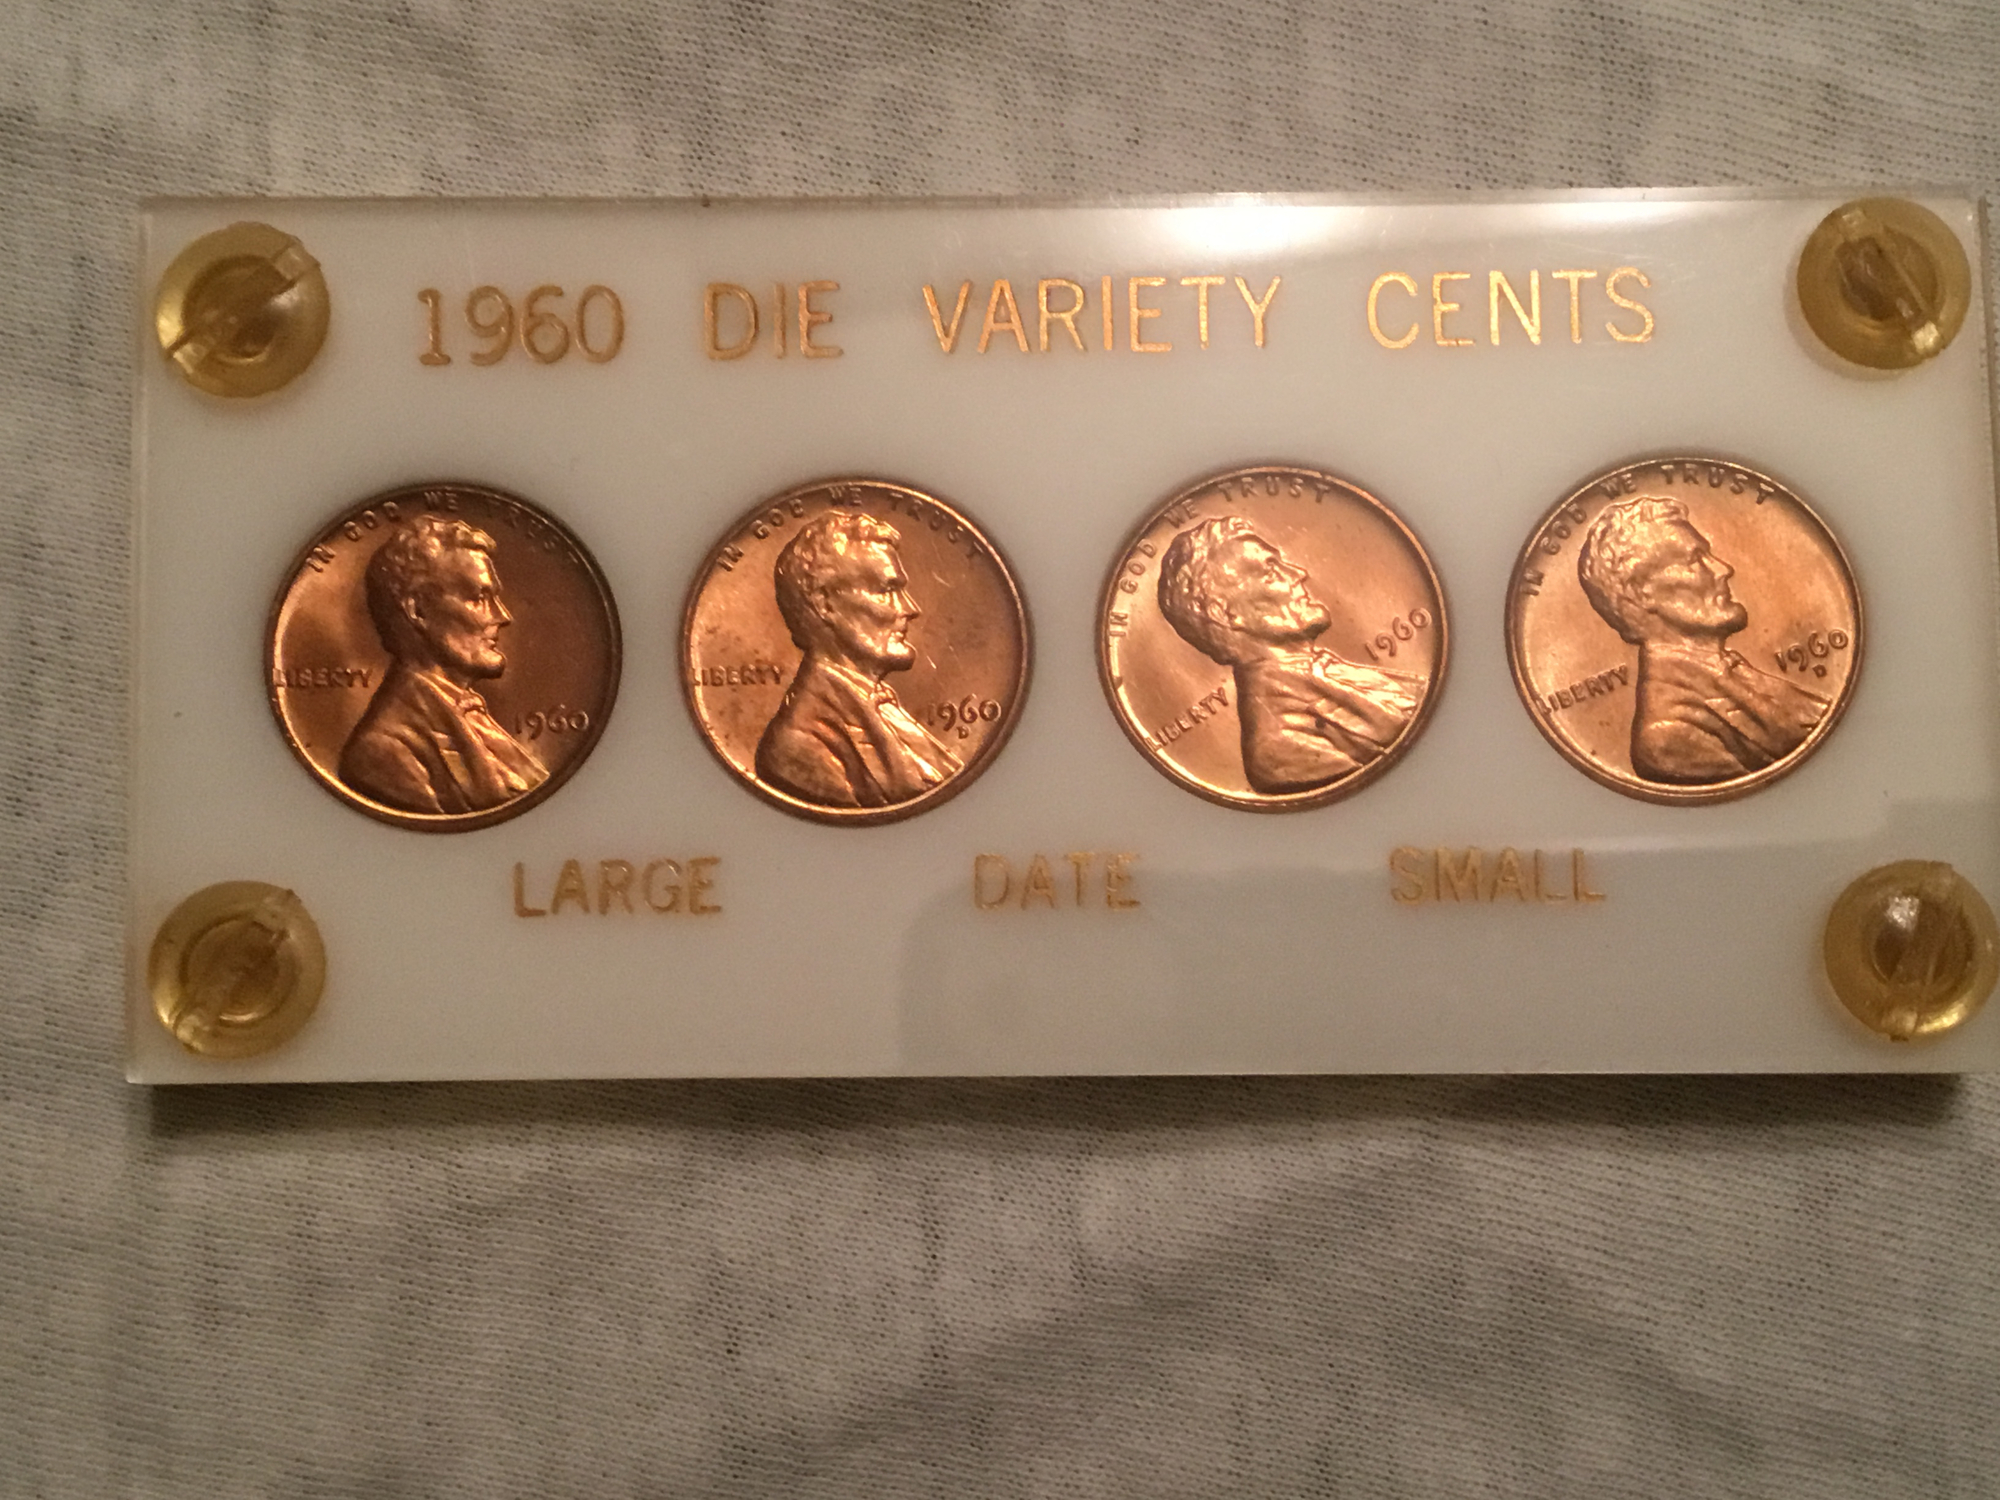 1960 DIE VARIETY CENTS
IN GOD WE TRUST
LIBERTY
1960
IN GOD WE TRUST
LIBERTY
1960
D
IN GOD WE TRUST
LIBERTY
1960
IN GOD WE TRUST
LIBERTY
1960
D
LARGE DATE SMALL